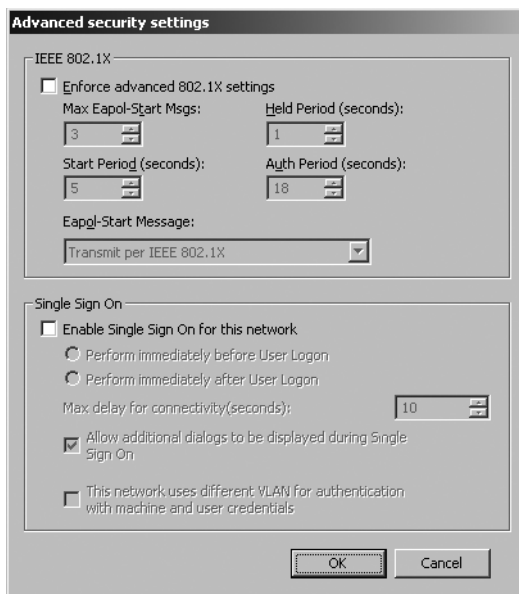 Advanced security settings
IEEE 802.1X
Enforce advanced 802.1X settings
Max Eapol-Start Msgs:
Held Period (seconds):
3
1
Start Period (seconds):
Auth Period (seconds):
5
18
Eapol-Start Message:
Transmit per IEEE 802.1X
Single Sign On
Enable Single Sign On for this network
Perform immediately before User Logon
Perform immediately after User Logon
Max delay for connectivity(seconds):
10
Allow additional dialogs to be displayed during Single
Sign On
This network uses different VLAN for authentication
with machine and user credentials
OK
Cancel